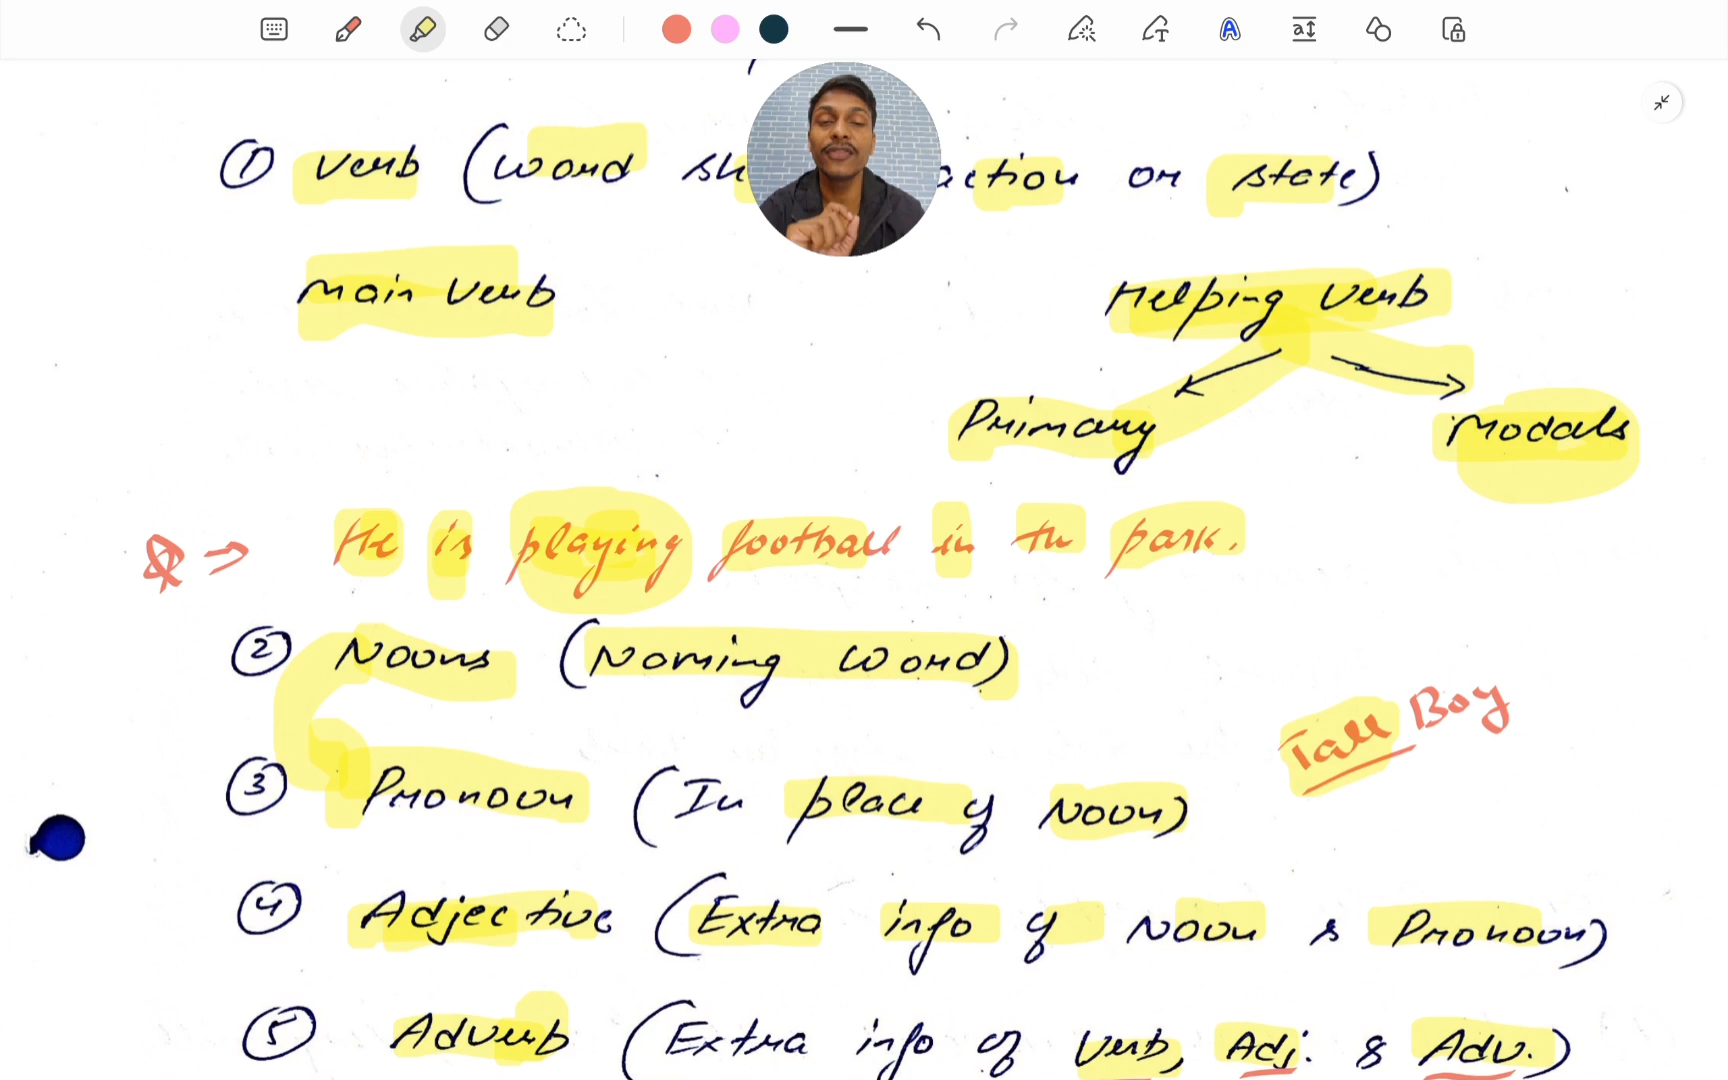 ① Verb (Word sh action or state)
Main Verb Helping Verb
Primary Modals
He is playing football in the park.
② Nouns (Noming Word)
Tall Boy
③ Pronoun (In place of Noun)
④ Adjective (Extra info of Noun & Pronoun)
⑤ Adverb (Extra info of Verb, Adj. & Adv.)